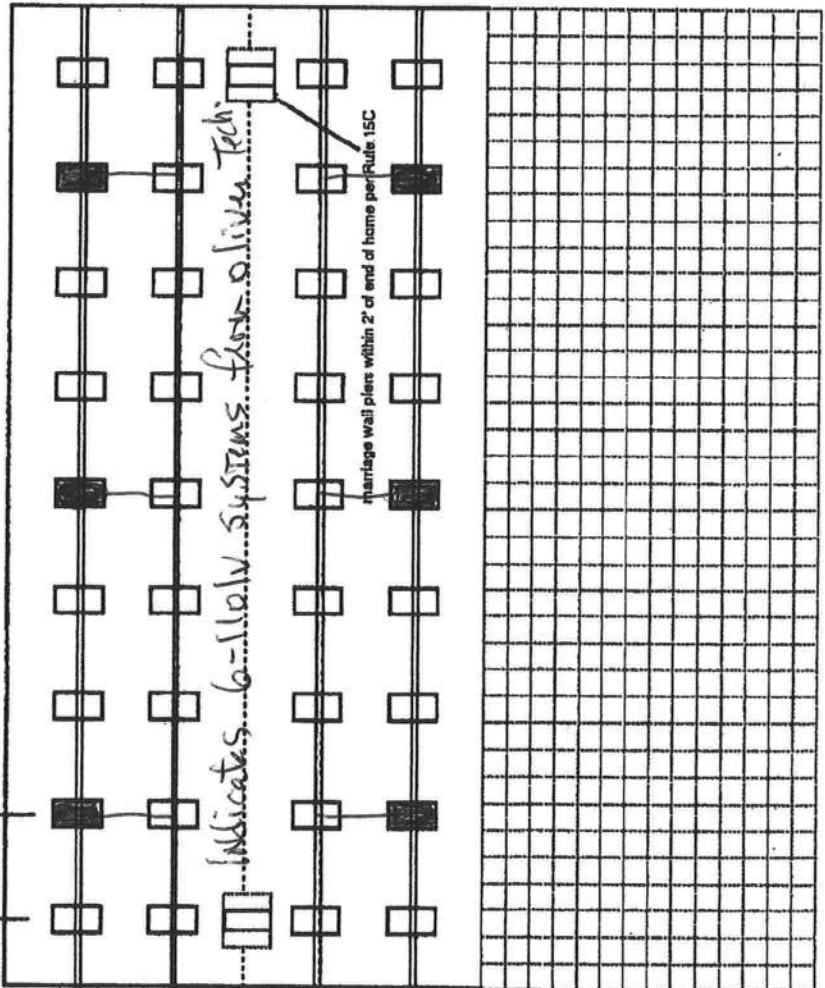 Indicates 6-1101V systems from oliver Tech.
marriage wall piers within 2' of end of home per Rule 15C